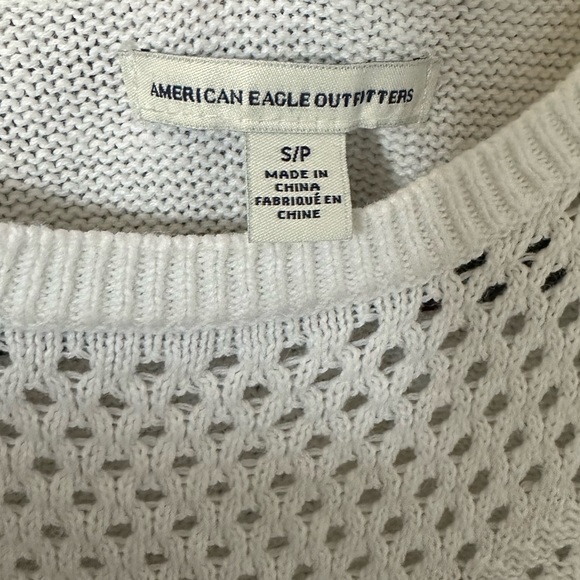 AMERICAN EAGLE OUTFITTERS
S/P
MADE IN
CHINA
FABRIQUÉ EN
CHINE